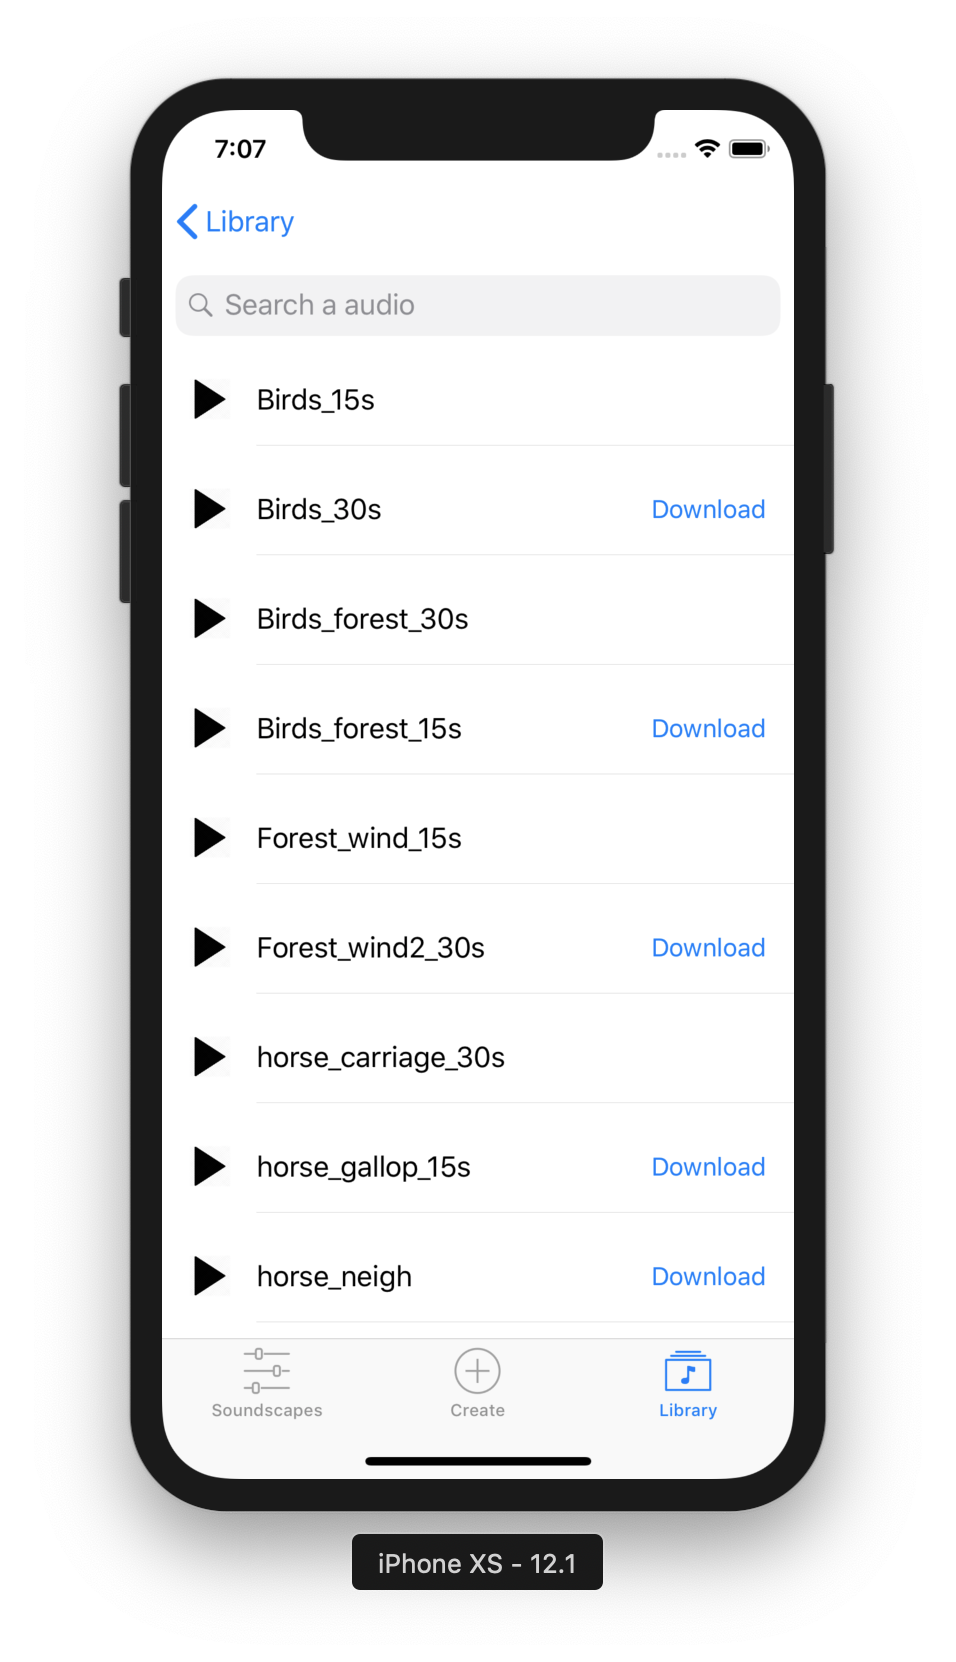 7:07
Library
Search a audio
Birds_15s
Birds_30s Download
Birds_forest_30s
Birds_forest_15s Download
Forest_wind_15s
Forest_wind2_30s Download
horse_carriage_30s
horse_gallop_15s Download
horse_neigh Download
Soundscapes Create Library
iPhone XS - 12.1